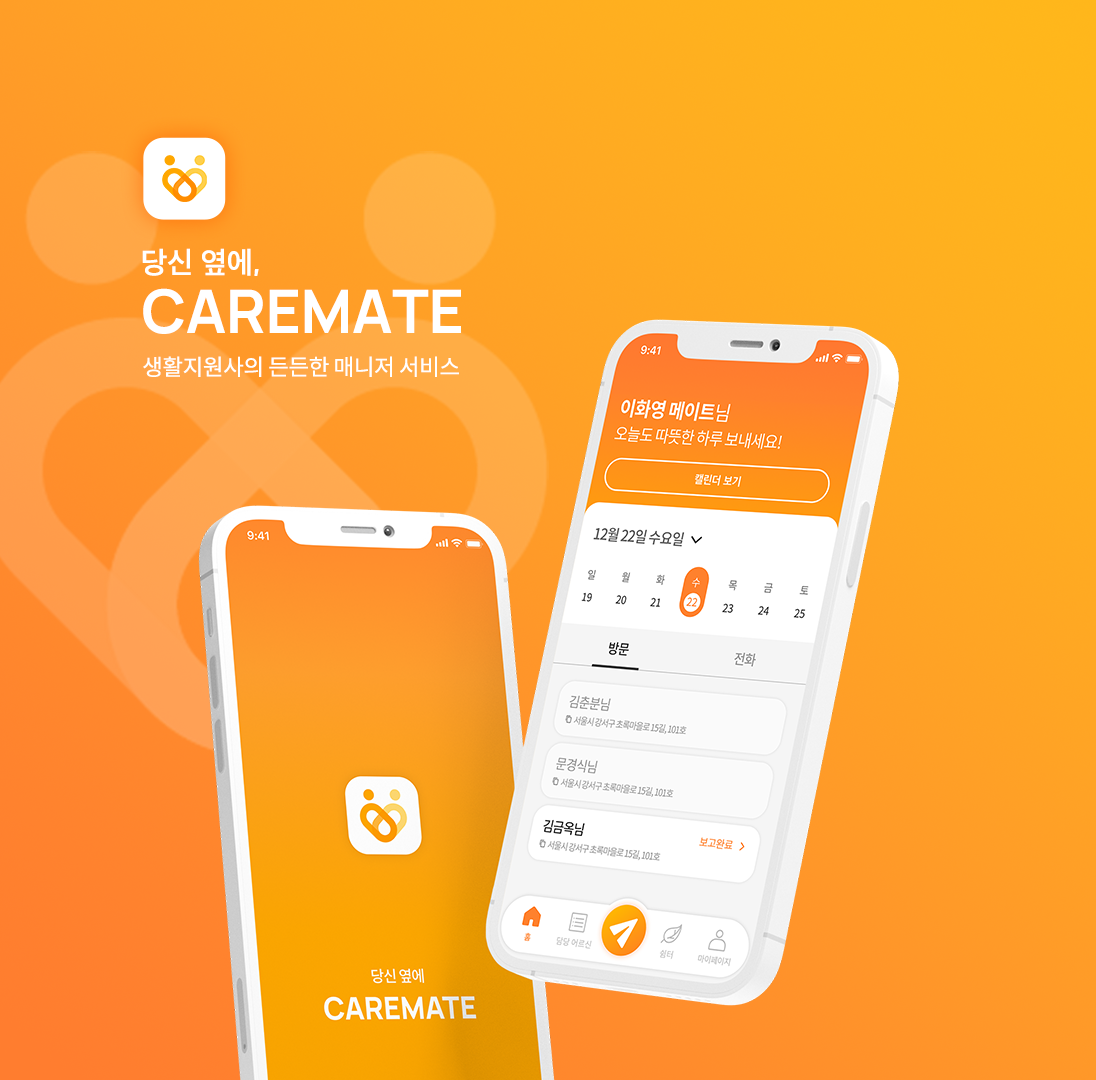 당신 옆에,
CAREMATE
생활지원사의 든든한 매니저 서비스
9:41
당신 옆에
CAREMATE
9:41
이화영 메이트님
오늘도 따뜻한 하루 보내세요!
캘린더 보기
12월 22일 수요일
일 월 화 수 목 금 토
19 20 21 22 23 24 25
방문 전화
김춘분님
서울시 강서구 초록마을로 15길, 101호
문경식님
서울시 강서구 초록마을로 15길, 101호
김금옥님
보고완료
서울시 강서구 초록마을로 15길, 101호
홈 담당 어르신 쉼터 마이페이지